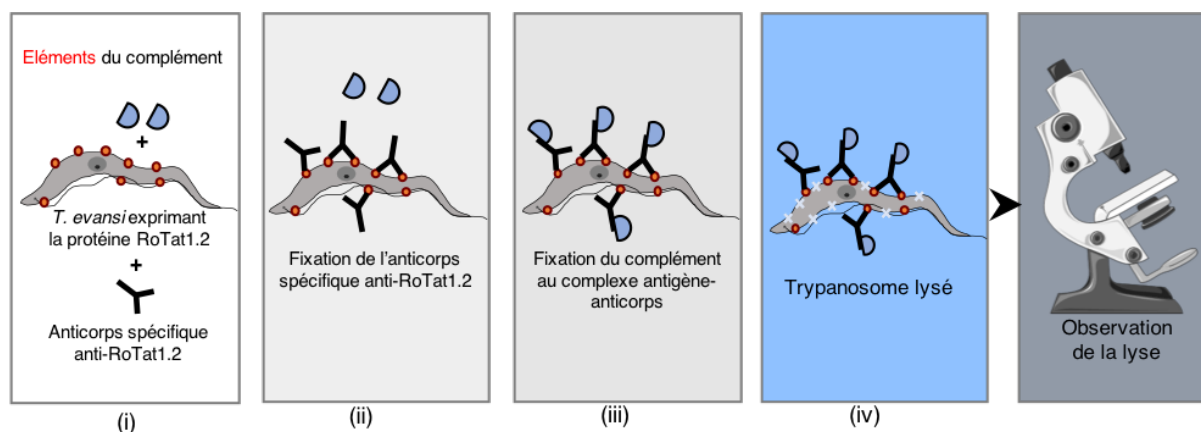 Eléments du complément
+
T. evansi exprimant
la protéine RoTat1.2
+
Anticorps spécifique
anti-RoTat1.2
(i)
Fixation de l'anticorps
spécifique anti-RoTat1.2
(ii)
Fixation du complément
au complexe antigène-
anticorps
(iii)
Trypanosome lysé
(iv)
Observation
de la lyse